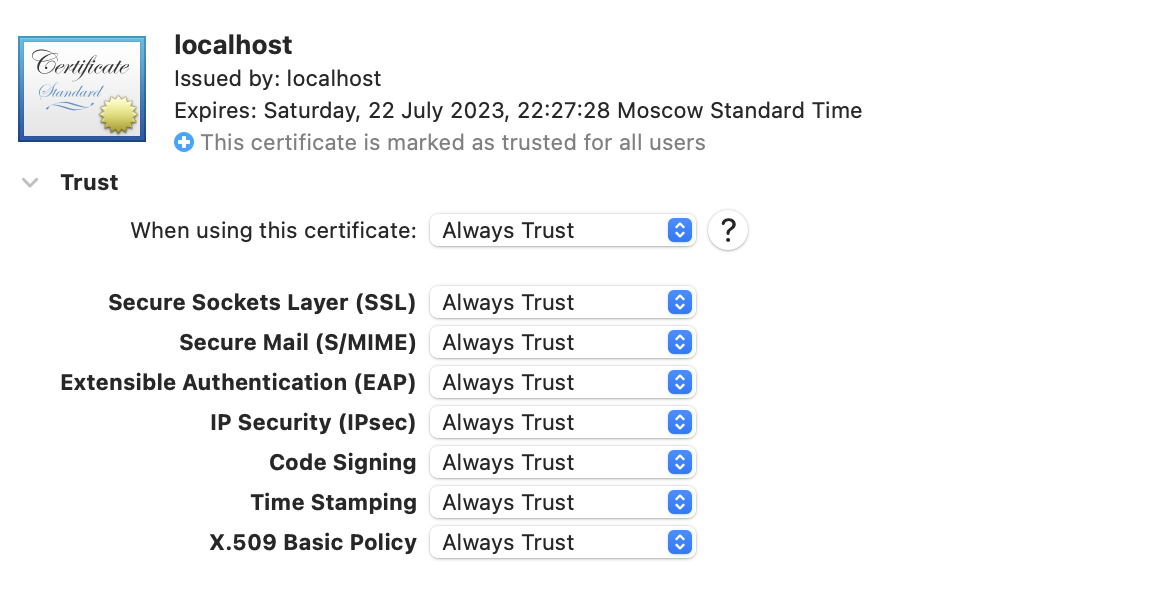 Certificate
Standard
localhost
Issued by: localhost
Expires: Saturday, 22 July 2023, 22:27:28 Moscow Standard Time
This certificate is marked as trusted for all users
Trust
When using this certificate: Always Trust ?
Secure Sockets Layer (SSL) Always Trust
Secure Mail (S/MIME) Always Trust
Extensible Authentication (EAP) Always Trust
IP Security (IPsec) Always Trust
Code Signing Always Trust
Time Stamping Always Trust
X.509 Basic Policy Always Trust